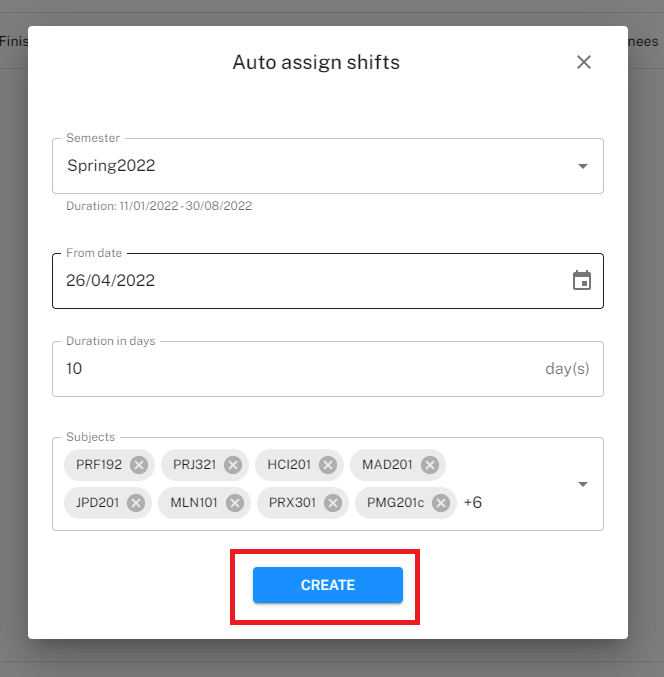 Finis
nees
Auto assign shifts
Semester
Spring2022
Duration: 11/01/2022 - 30/08/2022
From date
26/04/2022
Duration in days
10 day(s)
Subjects
PRF192 PRJ321 HCI201 MAD201
JPD201 MLN101 PRX301 PMG201c +6
CREATE